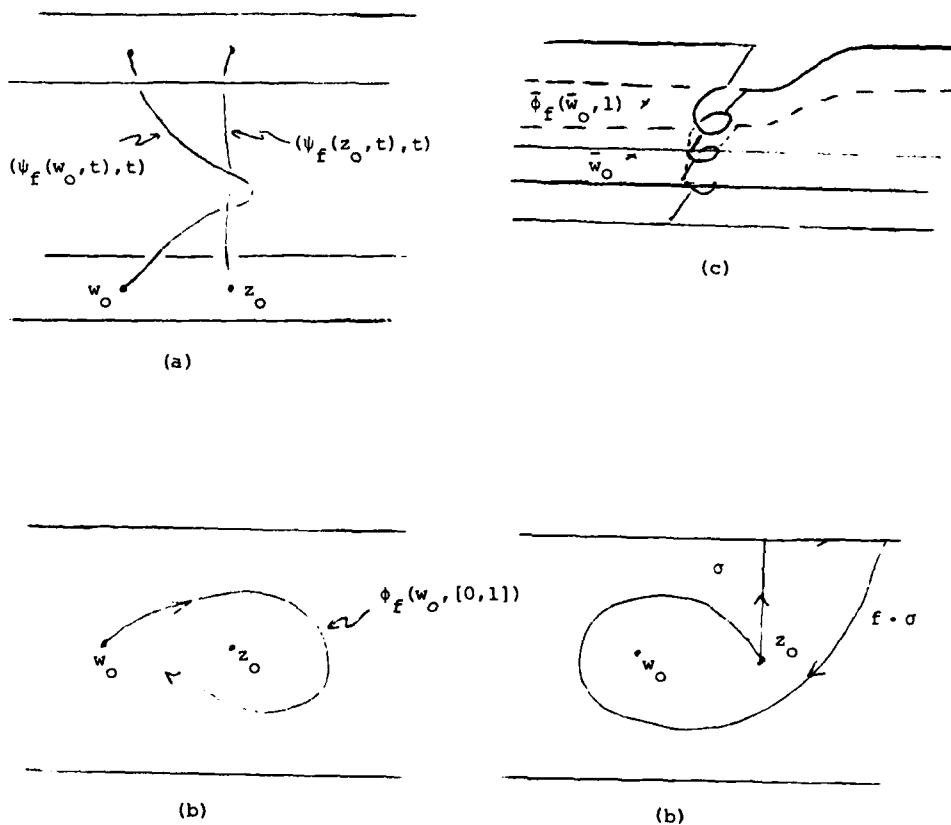 (ψ_f(w_o,t),t)
(ψ_f(z_o,t),t)
w_o
z_o
(a)
φ̄_f(w̄_o,1)
w̄_o
(c)
φ_f(w_o,[0,1])
w_o
z_o
(b)
σ
f·σ
z_o
w_o
(b)